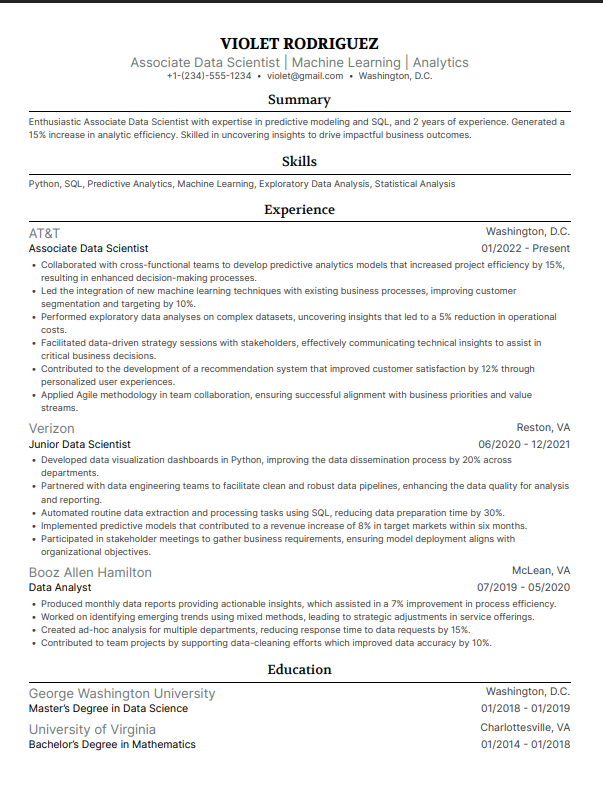 VIOLET RODRIGUEZ
Associate Data Scientist | Machine Learning | Analytics
+1-(234)-555-1234 • violet@gmail.com • Washington, D.C.
Summary
Enthusiastic Associate Data Scientist with expertise in predictive modeling and SQL, and 2 years of experience. Generated a
15% increase in analytic efficiency. Skilled in uncovering insights to drive impactful business outcomes.
Skills
Python, SQL, Predictive Analytics, Machine Learning, Exploratory Data Analysis, Statistical Analysis
Experience
AT&T Washington, D.C.
Associate Data Scientist 01/2022 - Present
• Collaborated with cross-functional teams to develop predictive analytics models that increased project efficiency by 15%,
resulting in enhanced decision-making processes.
• Led the integration of new machine learning techniques with existing business processes, improving customer
segmentation and targeting by 10%.
• Performed exploratory data analyses on complex datasets, uncovering insights that led to a 5% reduction in operational
costs.
• Facilitated data-driven strategy sessions with stakeholders, effectively communicating technical insights to assist in
critical business decisions.
• Contributed to the development of a recommendation system that improved customer satisfaction by 12% through
personalized user experiences.
• Applied Agile methodology in team collaboration, ensuring successful alignment with business priorities and value
streams.
Verizon Reston, VA
Junior Data Scientist 06/2020 - 12/2021
• Developed data visualization dashboards in Python, improving the data dissemination process by 20% across
departments.
• Partnered with data engineering teams to facilitate clean and robust data pipelines, enhancing the data quality for analysis
and reporting.
• Automated routine data extraction and processing tasks using SQL, reducing data preparation time by 30%.
• Implemented predictive models that contributed to a revenue increase of 8% in target markets within six months.
• Participated in stakeholder meetings to gather business requirements, ensuring model deployment aligns with
organizational objectives.
Booz Allen Hamilton McLean, VA
Data Analyst 07/2019 - 05/2020
• Produced monthly data reports providing actionable insights, which assisted in a 7% improvement in process efficiency.
• Worked on identifying emerging trends using mixed methods, leading to strategic adjustments in service offerings.
• Created ad-hoc analysis for multiple departments, reducing response time to data requests by 15%.
• Contributed to team projects by supporting data-cleaning efforts which improved data accuracy by 10%.
Education
George Washington University Washington, D.C.
Master's Degree in Data Science 01/2018 - 01/2019
University of Virginia Charlottesville, VA
Bachelor's Degree in Mathematics 01/2014 - 01/2018